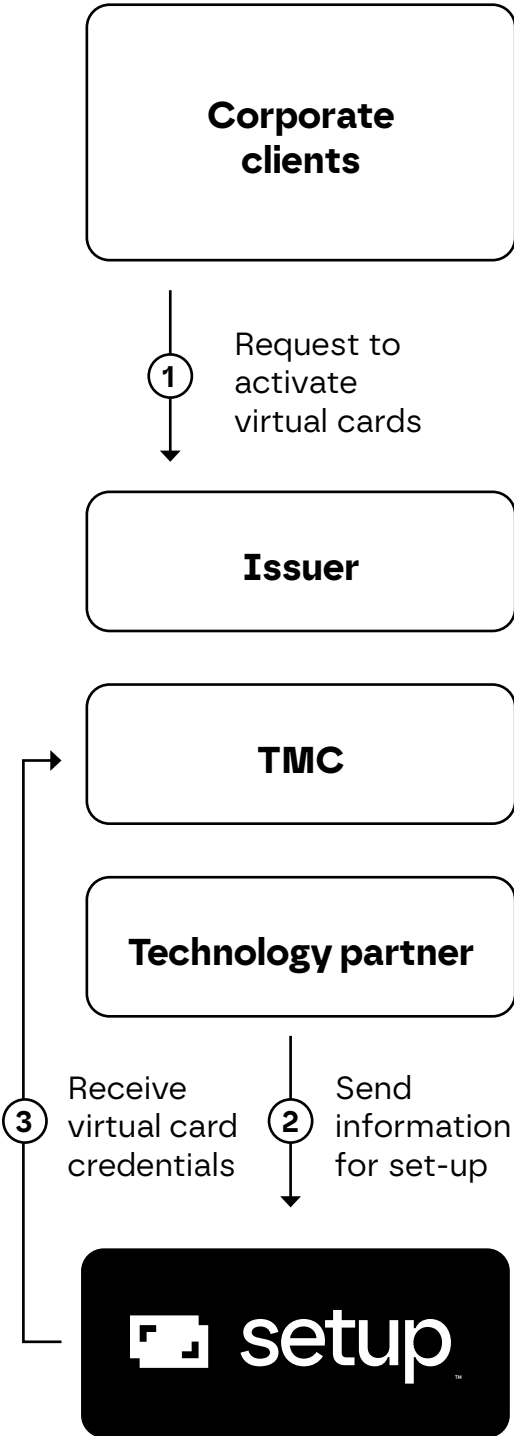 Corporate
clients
1
Request to
activate
virtual cards
Issuer
TMC
Technology partner
3
Receive
virtual card
credentials
2
Send
information
for set-up
setup
™